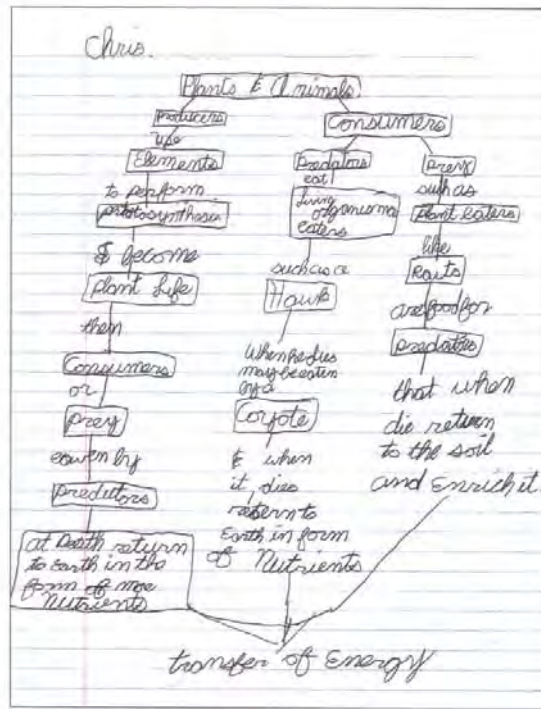 Chris.
Plants & Animals
Producers
use
Elements
to perform
photosynthesis
& become
Plant Life
then
Consumers
or
prey
by
predutors
at Death return
to Earth in the
form of more
Nutrients
Consumers
Predators
eat
living
organisms
eaters
such as a
Hawk
When he dies
may be eaten
by a
Coyote
& when
it dies
return to
Earth in form
of Nutrients
prey
such as
plant eaters
like
are food for
predators
that when
die return
to the soil
and Enrich it.
transfer of Energy